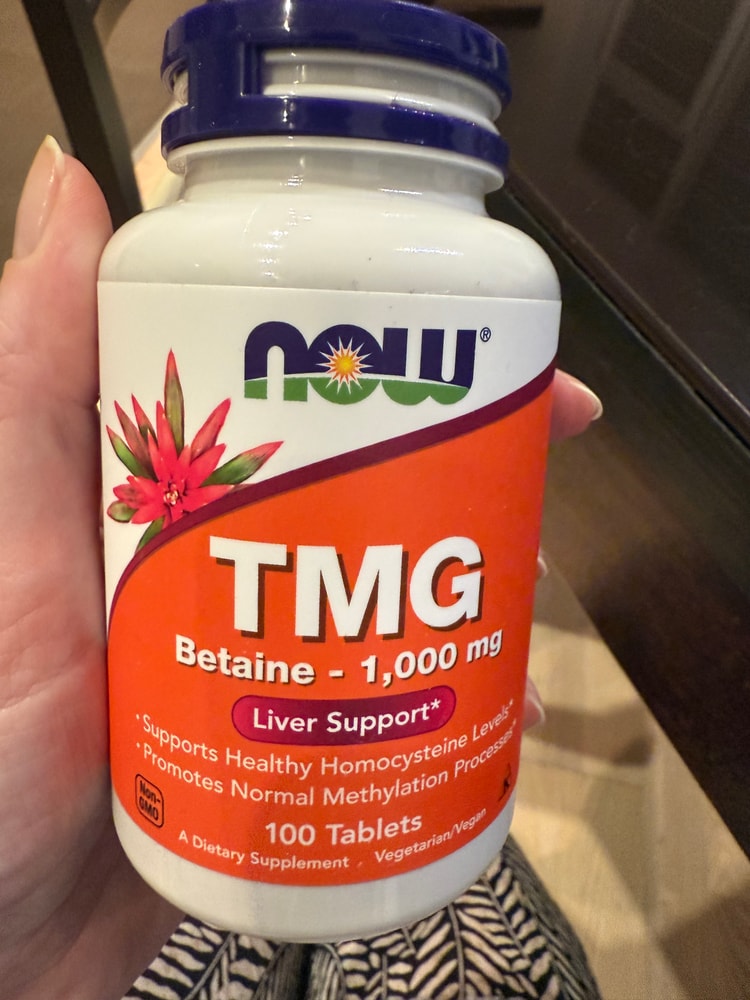 NOW®
TMG
Betaine - 1,000 mg
Liver Support*
· Supports Healthy Homocysteine Levels*
· Promotes Normal Methylation Processes*
Non-
GMO
100 Tablets
A Dietary Supplement Vegetarian/Vegan